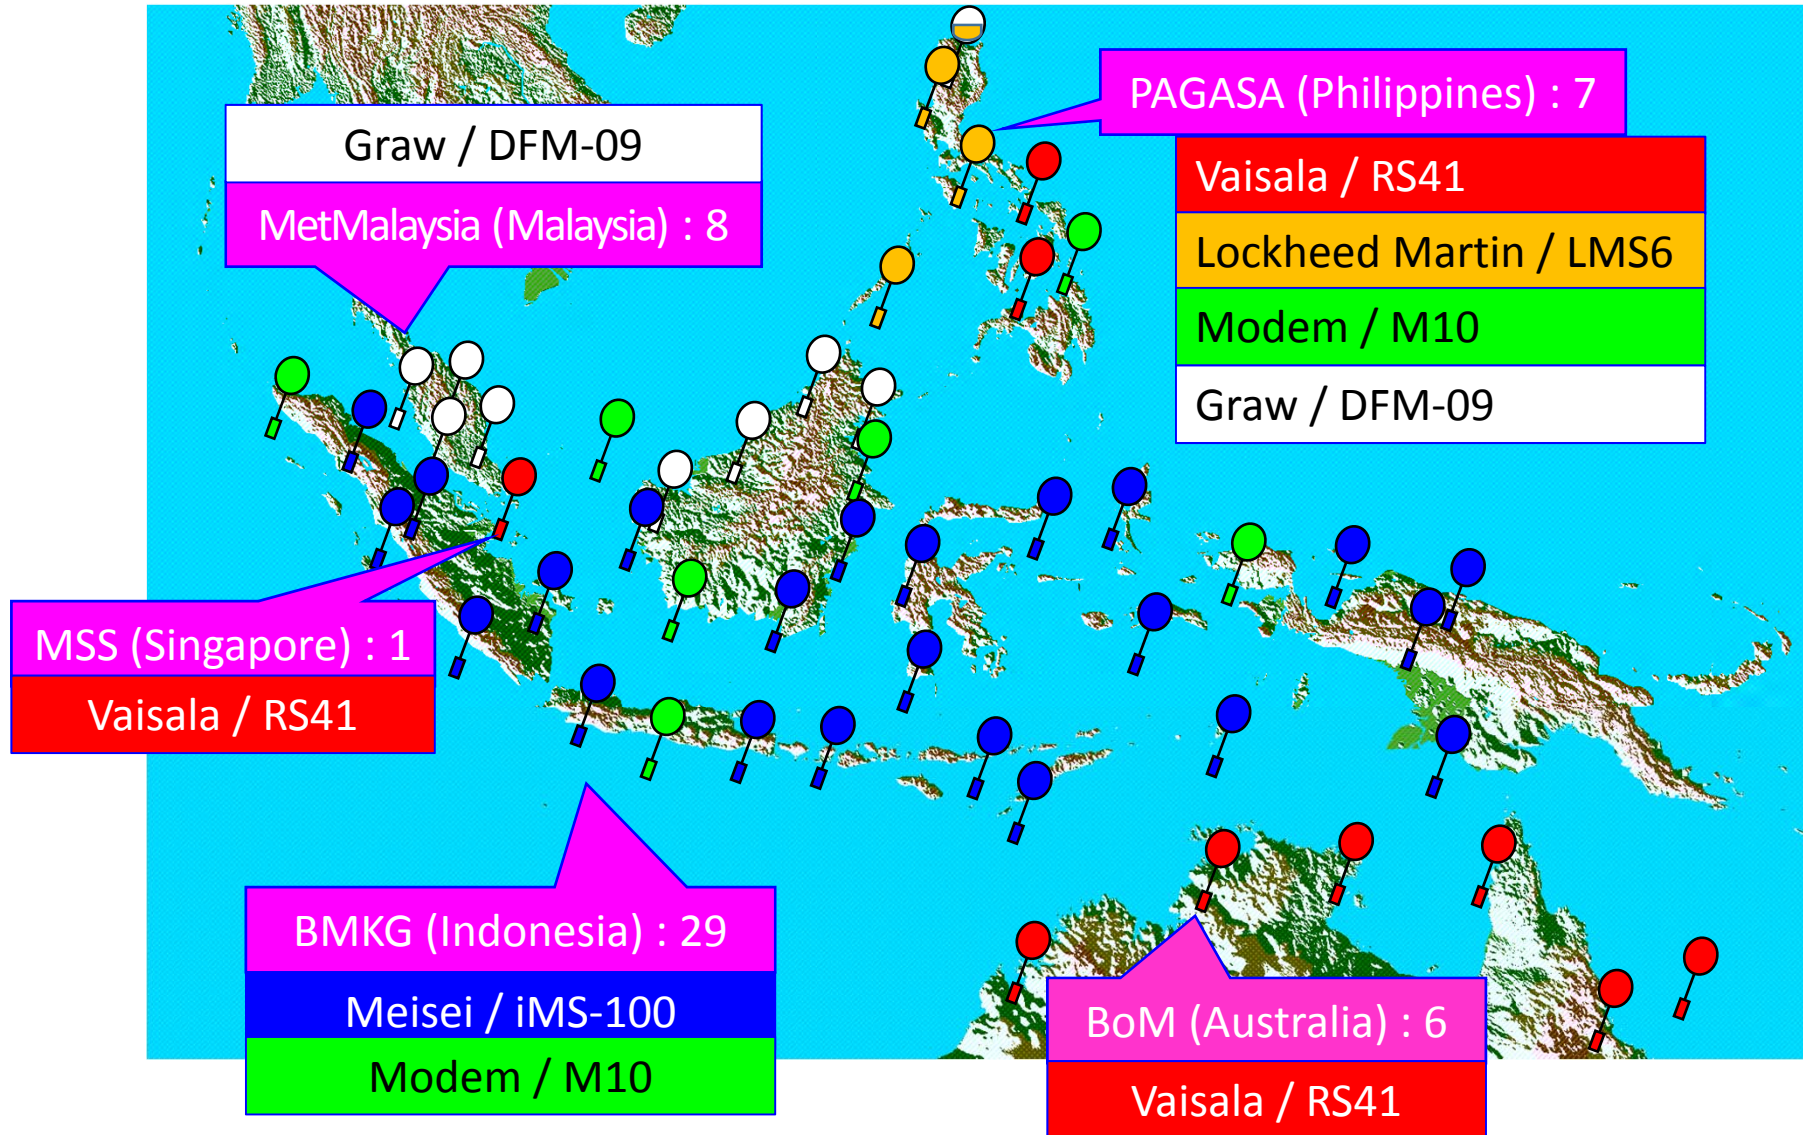 PAGASA (Philippines) : 7
Vaisala / RS41
Lockheed Martin / LMS6
Modem / M10
Graw / DFM-09
Graw / DFM-09
MetMalaysia (Malaysia) : 8
MSS (Singapore) : 1
Vaisala / RS41
BMKG (Indonesia) : 29
Meisei / iMS-100
Modem / M10
BoM (Australia) : 6
Vaisala / RS41